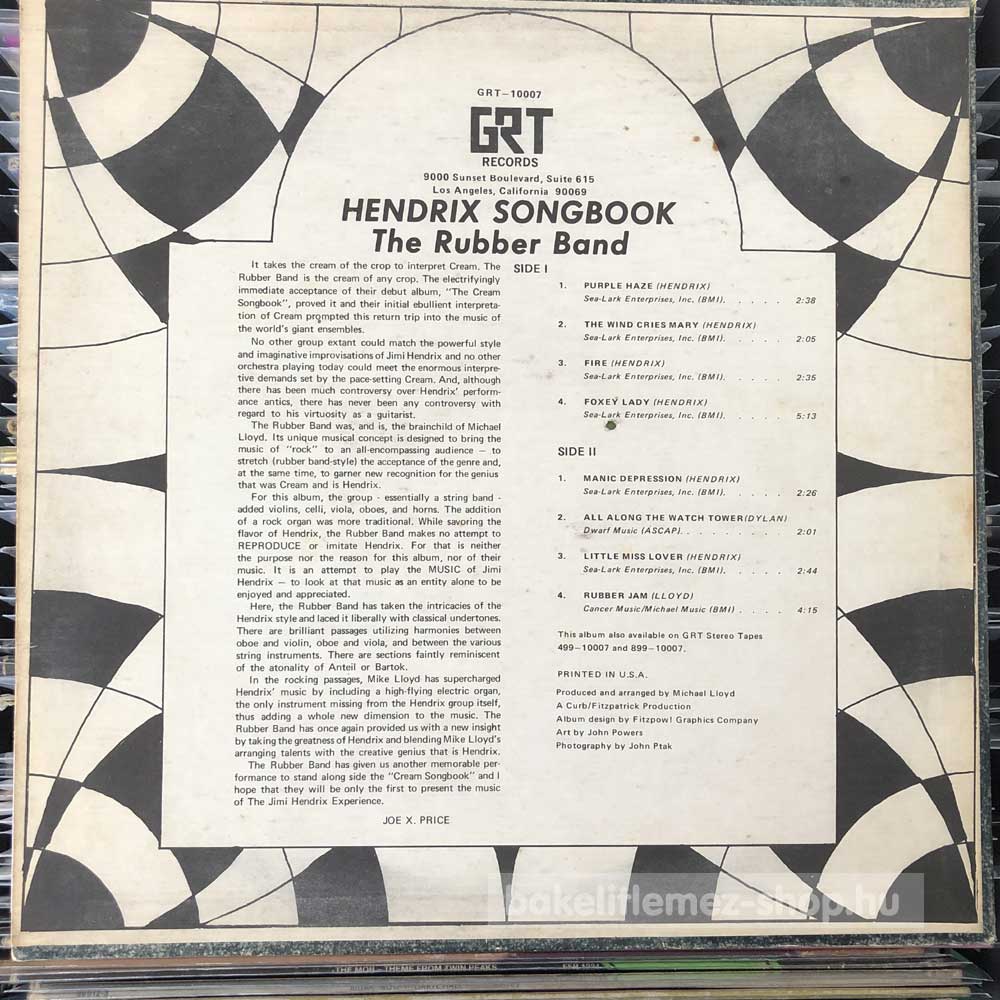 GRT–10007
GRT
RECORDS
9000 Sunset Boulevard, Suite 615
Los Angeles, California 90069
HENDRIX SONGBOOK
The Rubber Band
It takes the cream of the crop to interpret Cream. The
Rubber Band is the cream of any crop. The electrifyingly
immediate acceptance of their debut album, "The Cream
Songbook", proved it and their initial ebullient interpreta-
tion of Cream prompted this return trip into the music of
the world's giant ensembles.
No other group extant could match the powerful style
and imaginative improvisations of Jimi Hendrix and no other
orchestra playing today could meet the enormous interpre-
tive demands set by the pace-setting Cream. And, although
there has been much controversy over Hendrix' perform-
ance antics, there has never been any controversy with
regard to his virtuosity as a guitarist.
The Rubber Band was, and is, the brainchild of Michael
Lloyd. Its unique musical concept is designed to bring the
music of "rock" to an all-encompassing audience – to
stretch (rubber band-style) the acceptance of the genre and,
at the same time, to garner new recognition for the genius
that was Cream and is Hendrix.
For this album, the group - essentially a string band -
added violins, celli, viola, oboes, and horns. The addition
of a rock organ was more traditional. While savoring the
flavor of Hendrix, the Rubber Band makes no attempt to
REPRODUCE or imitate Hendrix. For that is neither
the purpose nor the reason for this album, nor of their
music. It is an attempt to play the MUSIC of Jimi
Hendrix – to look at that music as an entity alone to be
enjoyed and appreciated.
Here, the Rubber Band has taken the intricacies of the
Hendrix style and laced it liberally with classical undertones.
There are brilliant passages utilizing harmonies between
oboe and violin, oboe and viola, and between the various
string instruments. There are sections faintly reminiscent
of the atonality of Anteil or Bartok.
In the rocking passages, Mike Lloyd has supercharged
Hendrix' music by including a high-flying electric organ,
the only instrument missing from the Hendrix group itself,
thus adding a whole new dimension to the music. The
Rubber Band has once again provided us with a new insight
by taking the greatness of Hendrix and blending Mike Lloyd's
arranging talents with the creative genius that is Hendrix.
The Rubber Band has given us another memorable per-
formance to stand along side the "Cream Songbook" and I
hope that they will be only the first to present the music
of The Jimi Hendrix Experience.
JOE X. PRICE
SIDE I
1. PURPLE HAZE (HENDRIX)
Sea-Lark Enterprises, Inc. (BMI). . . . . 2:38
2. THE WIND CRIES MARY (HENDRIX)
Sea-Lark Enterprises, Inc. (BMI). . . . . 2:05
3. FIRE (HENDRIX)
Sea-Lark Enterprises, Inc. (BMI). . . . . 2:35
4. FOXEY LADY (HENDRIX)
Sea-Lark Enterprises, Inc. (BMI). . . . . 5:13
SIDE II
1. MANIC DEPRESSION (HENDRIX)
Sea-Lark Enterprises, Inc. (BMI). . . . . 2:26
2. ALL ALONG THE WATCH TOWER(DYLAN)
Dwarf Music (ASCAP). . . . . . . . . 2:01
3. LITTLE MISS LOVER (HENDRIX)
Sea-Lark Enterprises, Inc. (BMI). . . . . 2:44
4. RUBBER JAM (LLOYD)
Cancer Music/Michael Music (BMI) . . . . 4:15
This album also available on GRT Stereo Tapes
499–10007 and 899–10007.
PRINTED IN U.S.A.
Produced and arranged by Michael Lloyd
A Curb/Fitzpatrick Production
Album design by Fitzpow! Graphics Company
Art by John Powers
Photography by John Ptak
bakelitlemez-shop.hu
THEME FROM TWIN PEAKS